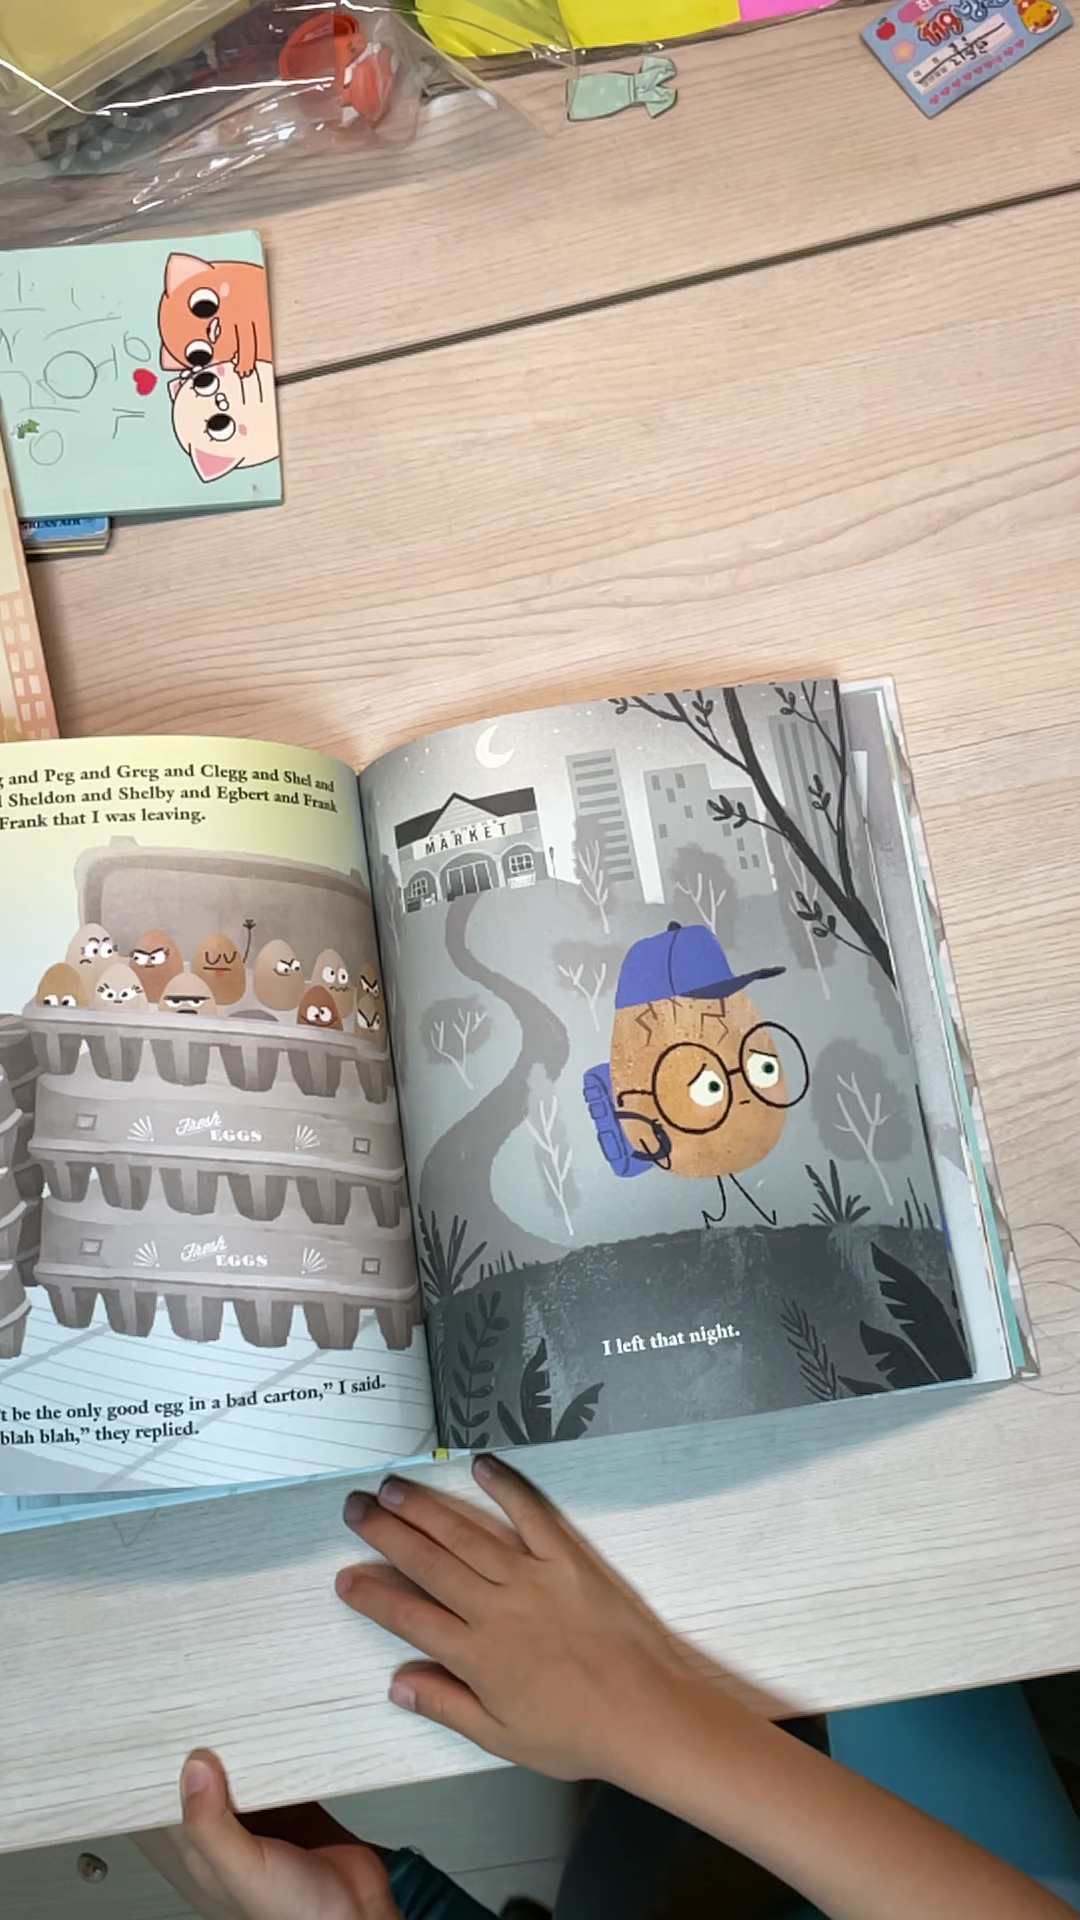 119
and Peg and Greg and Clegg and Shel and
Sheldon and Shelby and Egbert and Frank
Frank that I was leaving.
MARKET
Fresh
EGGS
Fresh
EGGS
t be the only good egg in a bad carton,” I said.
blah blah,” they replied.
I left that night.